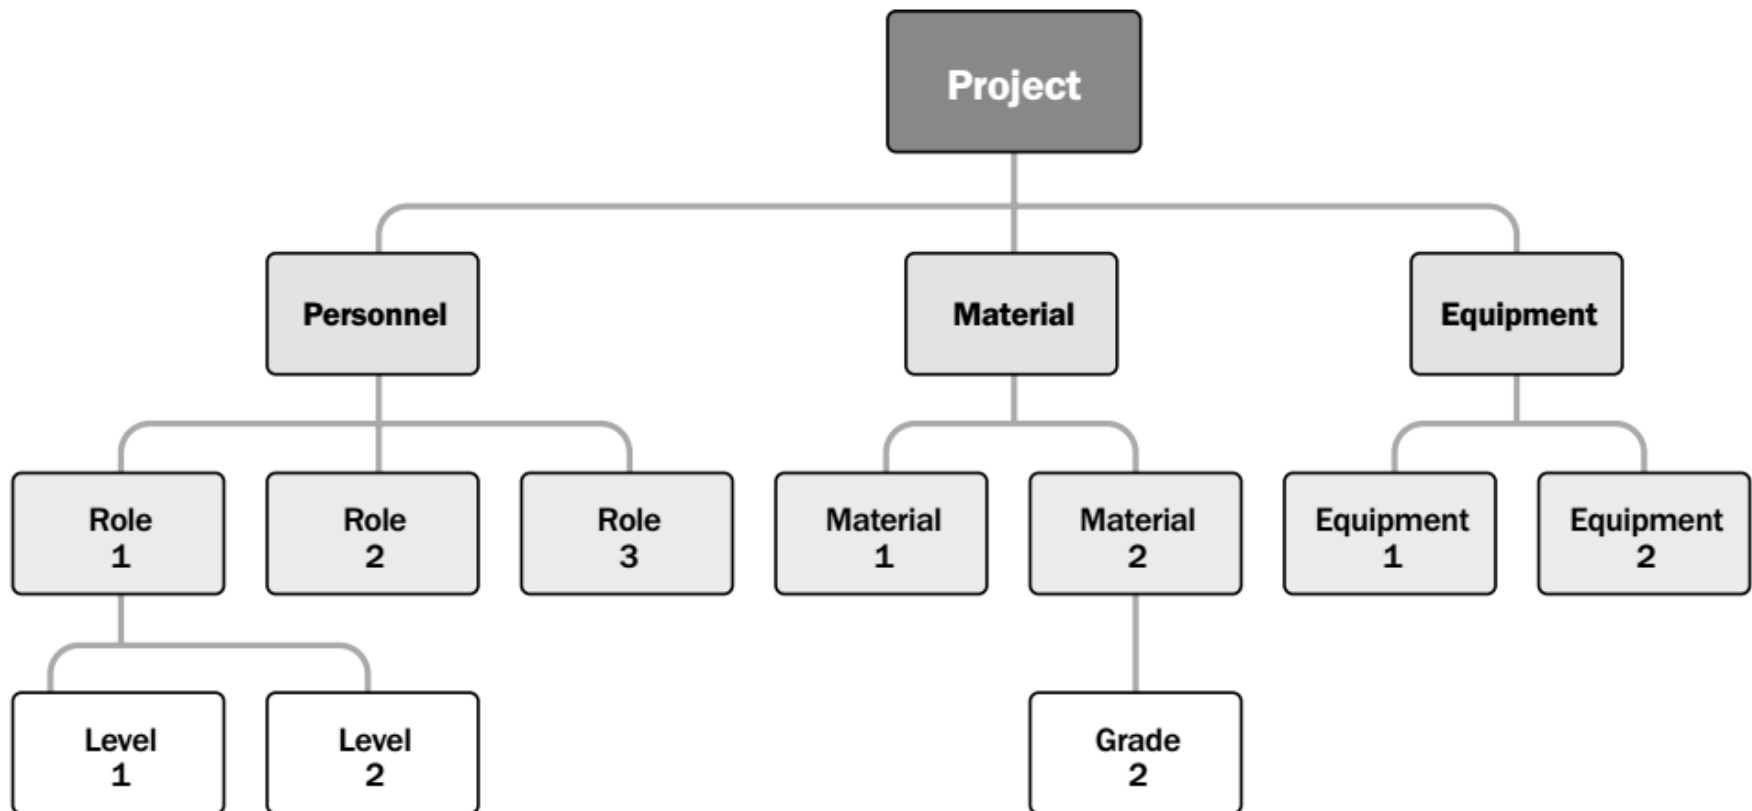 Project
Personnel
Material
Equipment
Role
1
Role
2
Role
3
Material
1
Material
2
Equipment
1
Equipment
2
Level
1
Level
2
Grade
2